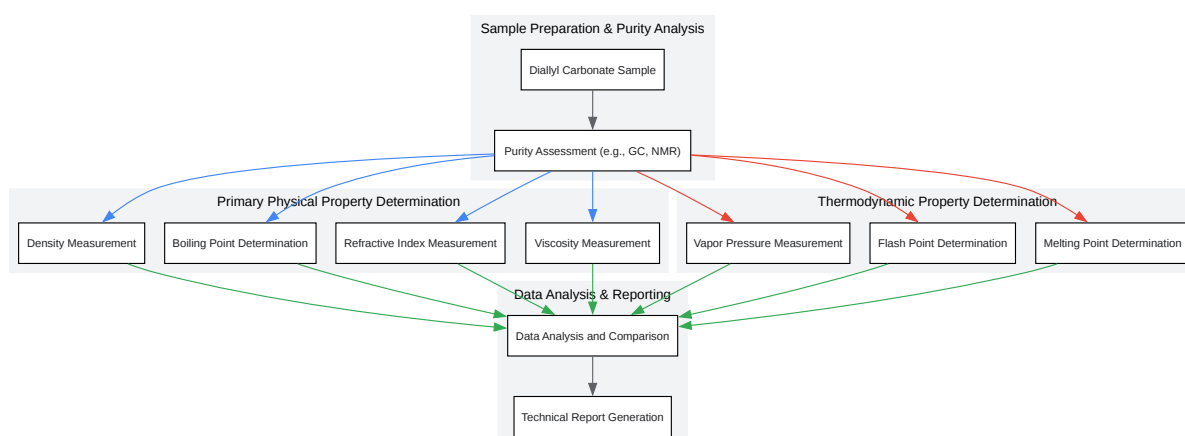 Sample Preparation & Purity Analysis
Diallyl Carbonate Sample
Purity Assessment (e.g., GC, NMR)
Primary Physical Property Determination
Thermodynamic Property Determination
Density Measurement
Boiling Point Determination
Refractive Index Measurement
Viscosity Measurement
Vapor Pressure Measurement
Flash Point Determination
Melting Point Determination
Data Analysis & Reporting
Data Analysis and Comparison
Technical Report Generation